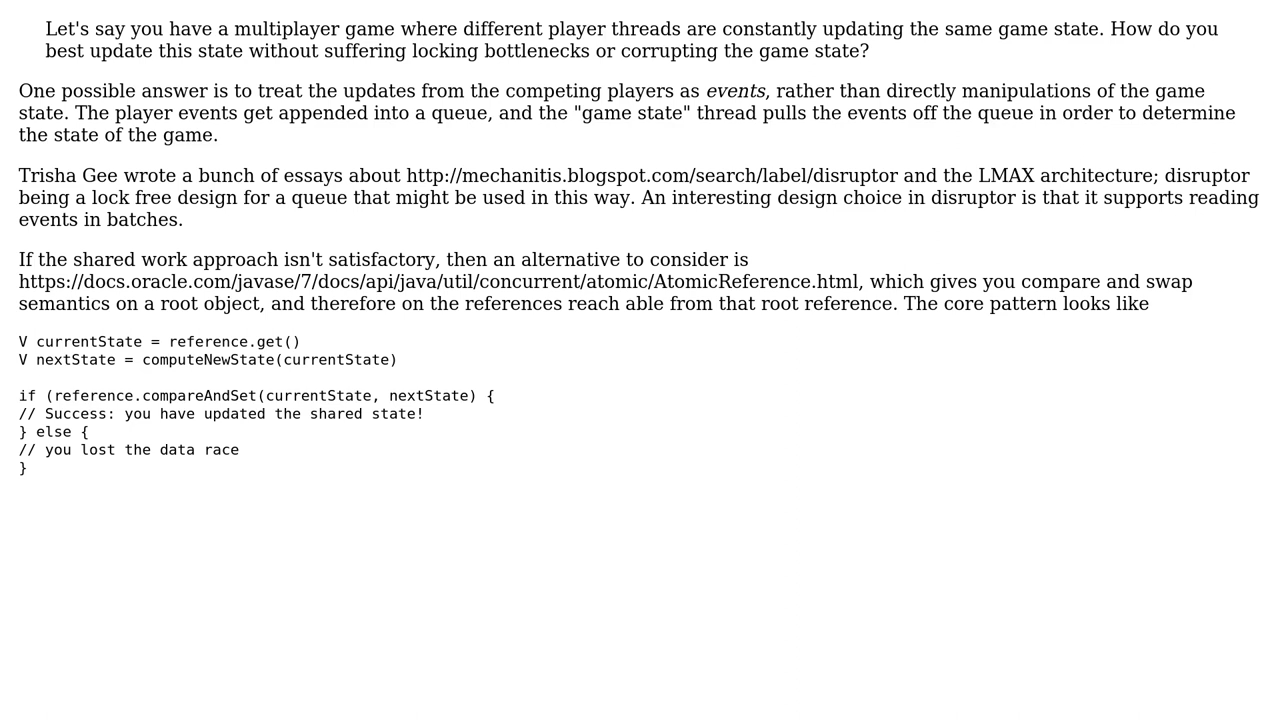 Let's say you have a multiplayer game where different player threads are constantly updating the same game state. How do you
best update this state without suffering locking bottlenecks or corrupting the game state?
One possible answer is to treat the updates from the competing players as events, rather than directly manipulations of the game
state. The player events get appended into a queue, and the "game state" thread pulls the events off the queue in order to determine
the state of the game.
Trisha Gee wrote a bunch of essays about http://mechanitis.blogspot.com/search/label/disruptor and the LMAX architecture; disruptor
being a lock free design for a queue that might be used in this way. An interesting design choice in disruptor is that it supports reading
events in batches.
If the shared work approach isn't satisfactory, then an alternative to consider is
https://docs.oracle.com/javase/7/docs/api/java/util/concurrent/atomic/AtomicReference.html, which gives you compare and swap
semantics on a root object, and therefore on the references reach able from that root reference. The core pattern looks like
V currentState = reference.get()
V nextState = computeNewState(currentState)
if (reference.compareAndSet(currentState, nextState) {
// Success: you have updated the shared state!
} else {
// you lost the data race
}